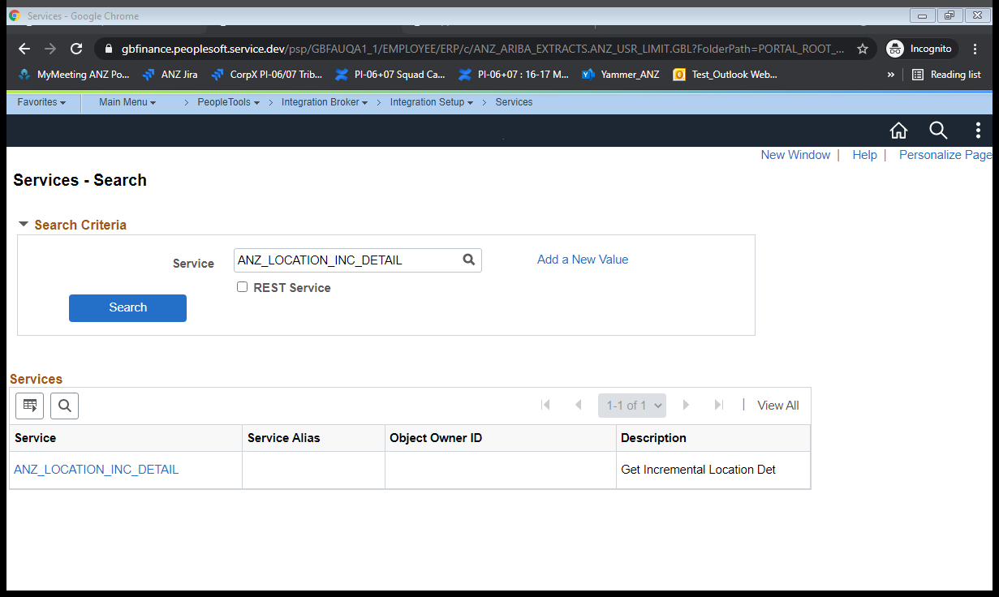 Services - Google Chrome
gbfinance.peoplesoft.service.dev/psp/GBFAUQA1_1/EMPLOYEE/ERP/c/ANZ_ARIBA_EXTRACTS.ANZ_USR_LIMIT.GBL?FolderPath=PORTAL_ROOT_... Incognito
MyMeeting ANZ Po... ANZ Jira CorpX PI-06/07 Trib... PI-06+07 Squad Ca... PI-06+07 : 16-17 M... Yammer_ANZ Test_Outlook Web... » Reading list
Favorites Main Menu > PeopleTools > Integration Broker > Integration Setup > Services
New Window | Help | Personalize Page
Services - Search
Search Criteria
Service ANZ_LOCATION_INC_DETAIL Add a New Value
REST Service
Search
Services
1-1 of 1 | View All
Service Service Alias Object Owner ID Description
ANZ_LOCATION_INC_DETAIL Get Incremental Location Det